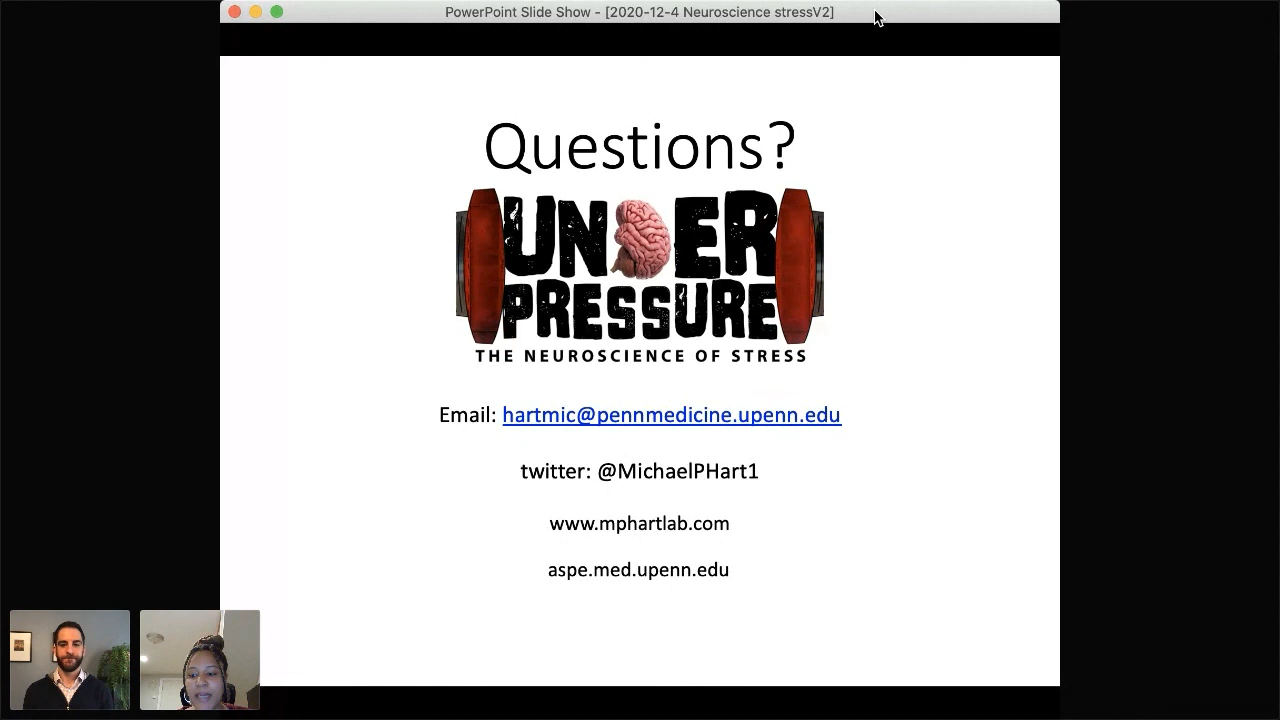 PowerPoint Slide Show - [2020-12-4 Neuroscience stressV2]
Questions?
UNDER
PRESSURE
THE NEUROSCIENCE OF STRESS
Email: hartmic@pennmedicine.upenn.edu
twitter: @MichaelPHart1
www.mphartlab.com
aspe.med.upenn.edu